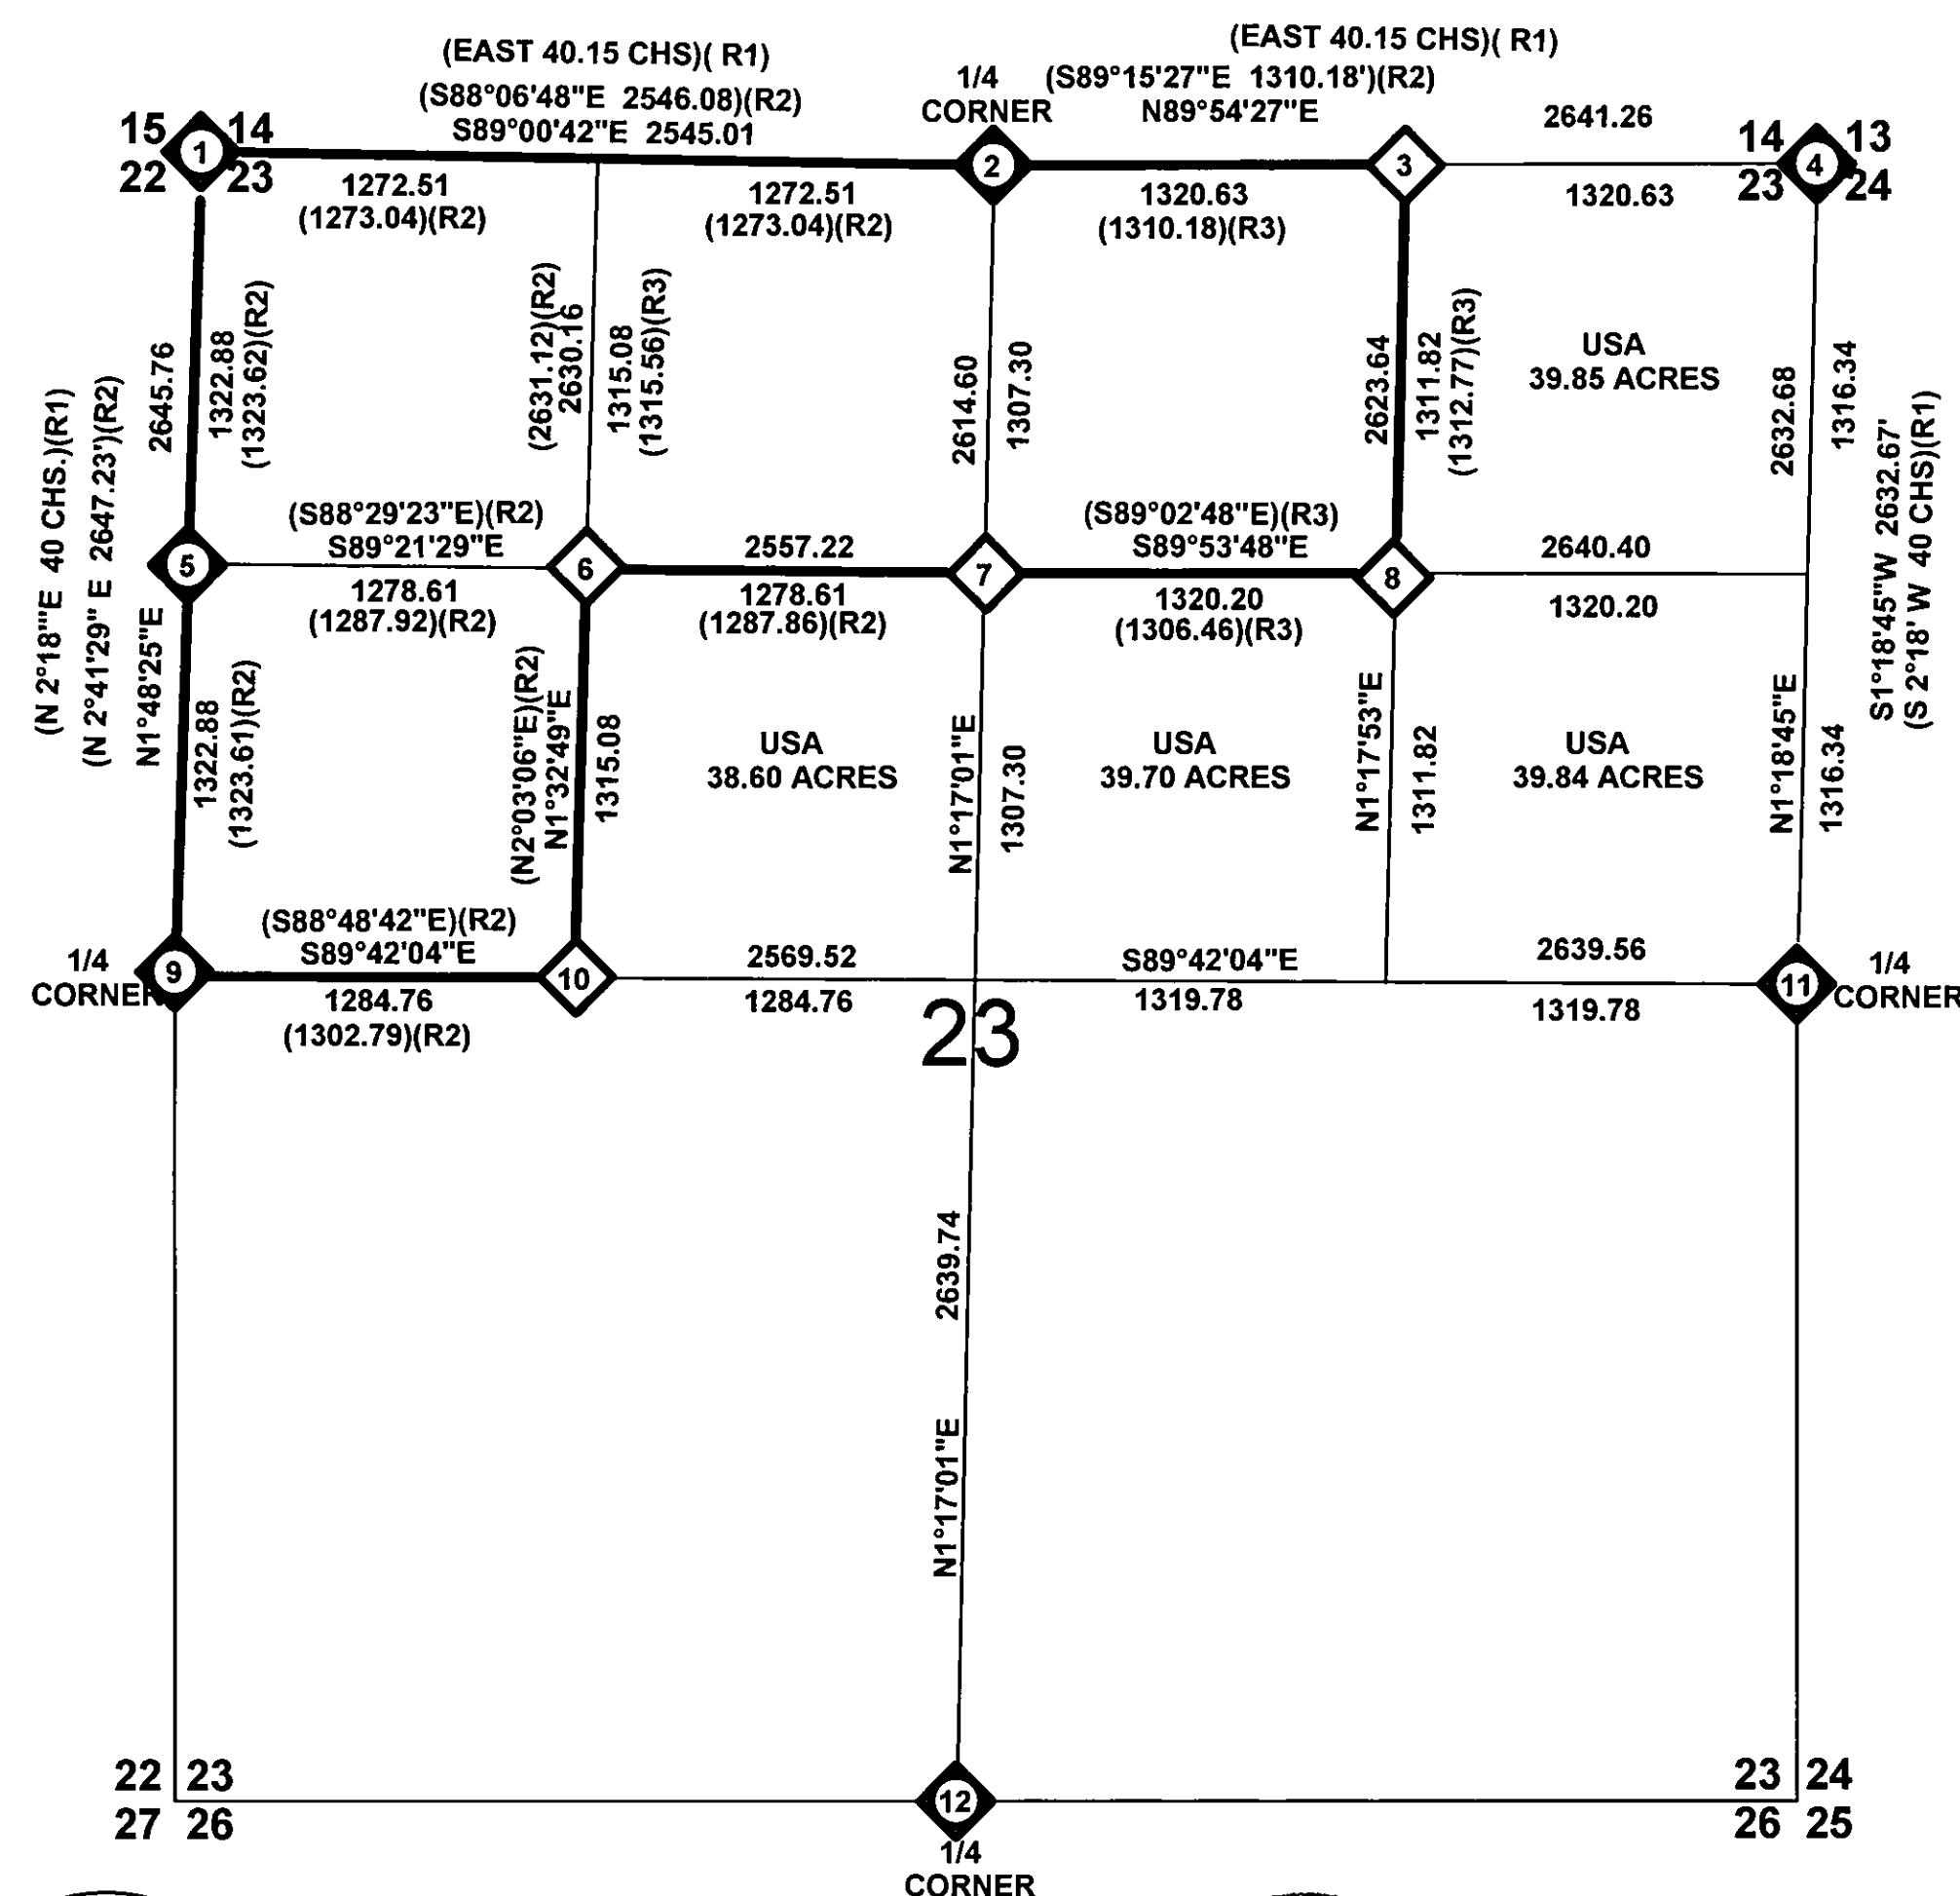 (EAST 40.15 CHS)( R1)
(EAST 40.15 CHS)( R1)
(S88°06'48"E 2546.08)(R2)
S89°00'42"E 2545.01
1/4
CORNER
(S89°15'27"E 1310.18')(R2)
N89°54'27"E
2641.26
15 14
22 23
1
2
3
14 13
23 24
4
1272.51
(1273.04)(R2)
1272.51
(1273.04)(R2)
1320.63
(1310.18)(R3)
1320.63
(N 2°18'"E 40 CHS.)(R1)
(N 2°41'29" E 2647.23')(R2)
N1°48'25"E
2645.76
1322.88
(1323.62)(R2)
(2631.12)(R2)
2630.16
1315.08
(1315.56)(R3)
2614.60
1307.30
2623.64
1311.82
(1312.77)(R3)
USA
39.85 ACRES
2632.68
1316.34
S1°18'45"W 2632.67'
(S 2°18' W 40 CHS)(R1)
5
(S88°29'23"E)(R2)
S89°21'29"E
1278.61
(1287.92)(R2)
6
2557.22
1278.61
(1287.86)(R2)
7
(S89°02'48"E)(R3)
S89°53'48"E
1320.20
(1306.46)(R3)
8
2640.40
1320.20
1322.88
(1323.61)(R2)
(N2°03'06"E)(R2)
N1°32'49"E
1315.08
USA
38.60 ACRES
N1°17'01"E
1307.30
USA
39.70 ACRES
N1°17'53"E
1311.82
USA
39.84 ACRES
N1°18'45"E
1316.34
1/4
CORNER
9
(S88°48'42"E)(R2)
S89°42'04"E
1284.76
(1302.79)(R2)
10
2569.52
1284.76
S89°42'04"E
1319.78
2639.56
1319.78
11
1/4
CORNER
23
2639.74
N1°17'01"E
22 23
27 26
12
1/4
CORNER
23 24
26 25